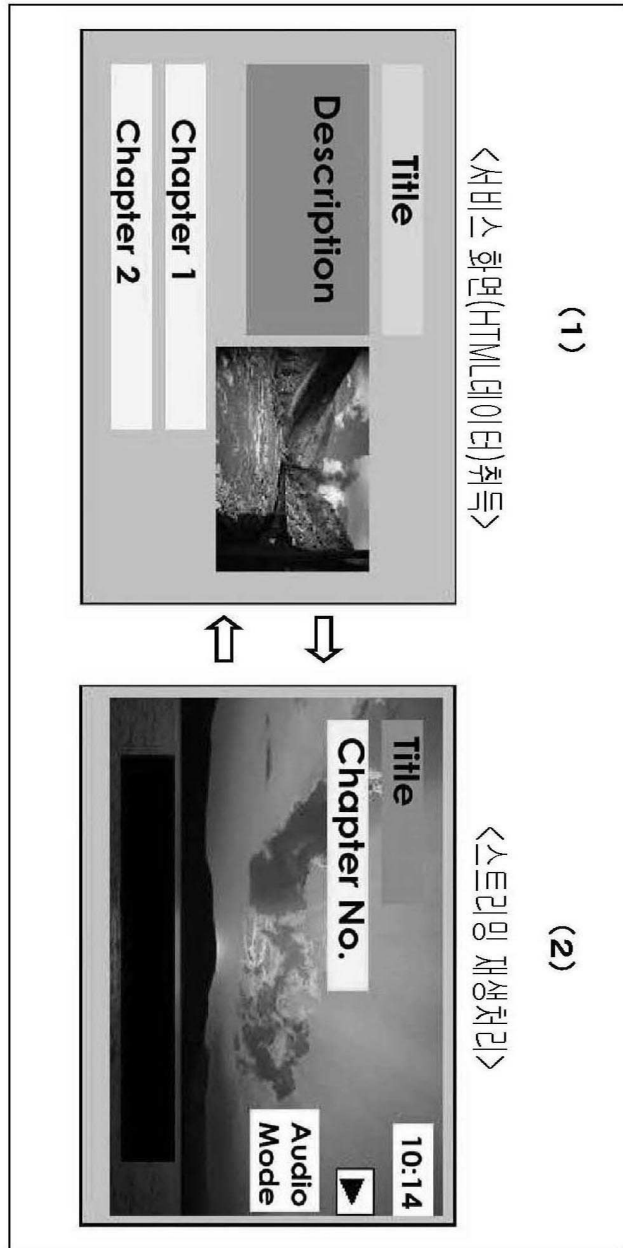 (1)
<서비스 화면(HTML데이터)취득>
Title
Description
Chapter 1
Chapter 2
(2)
<스트리밍 재생처리>
Title
Chapter No.
10:14
Audio
Mode